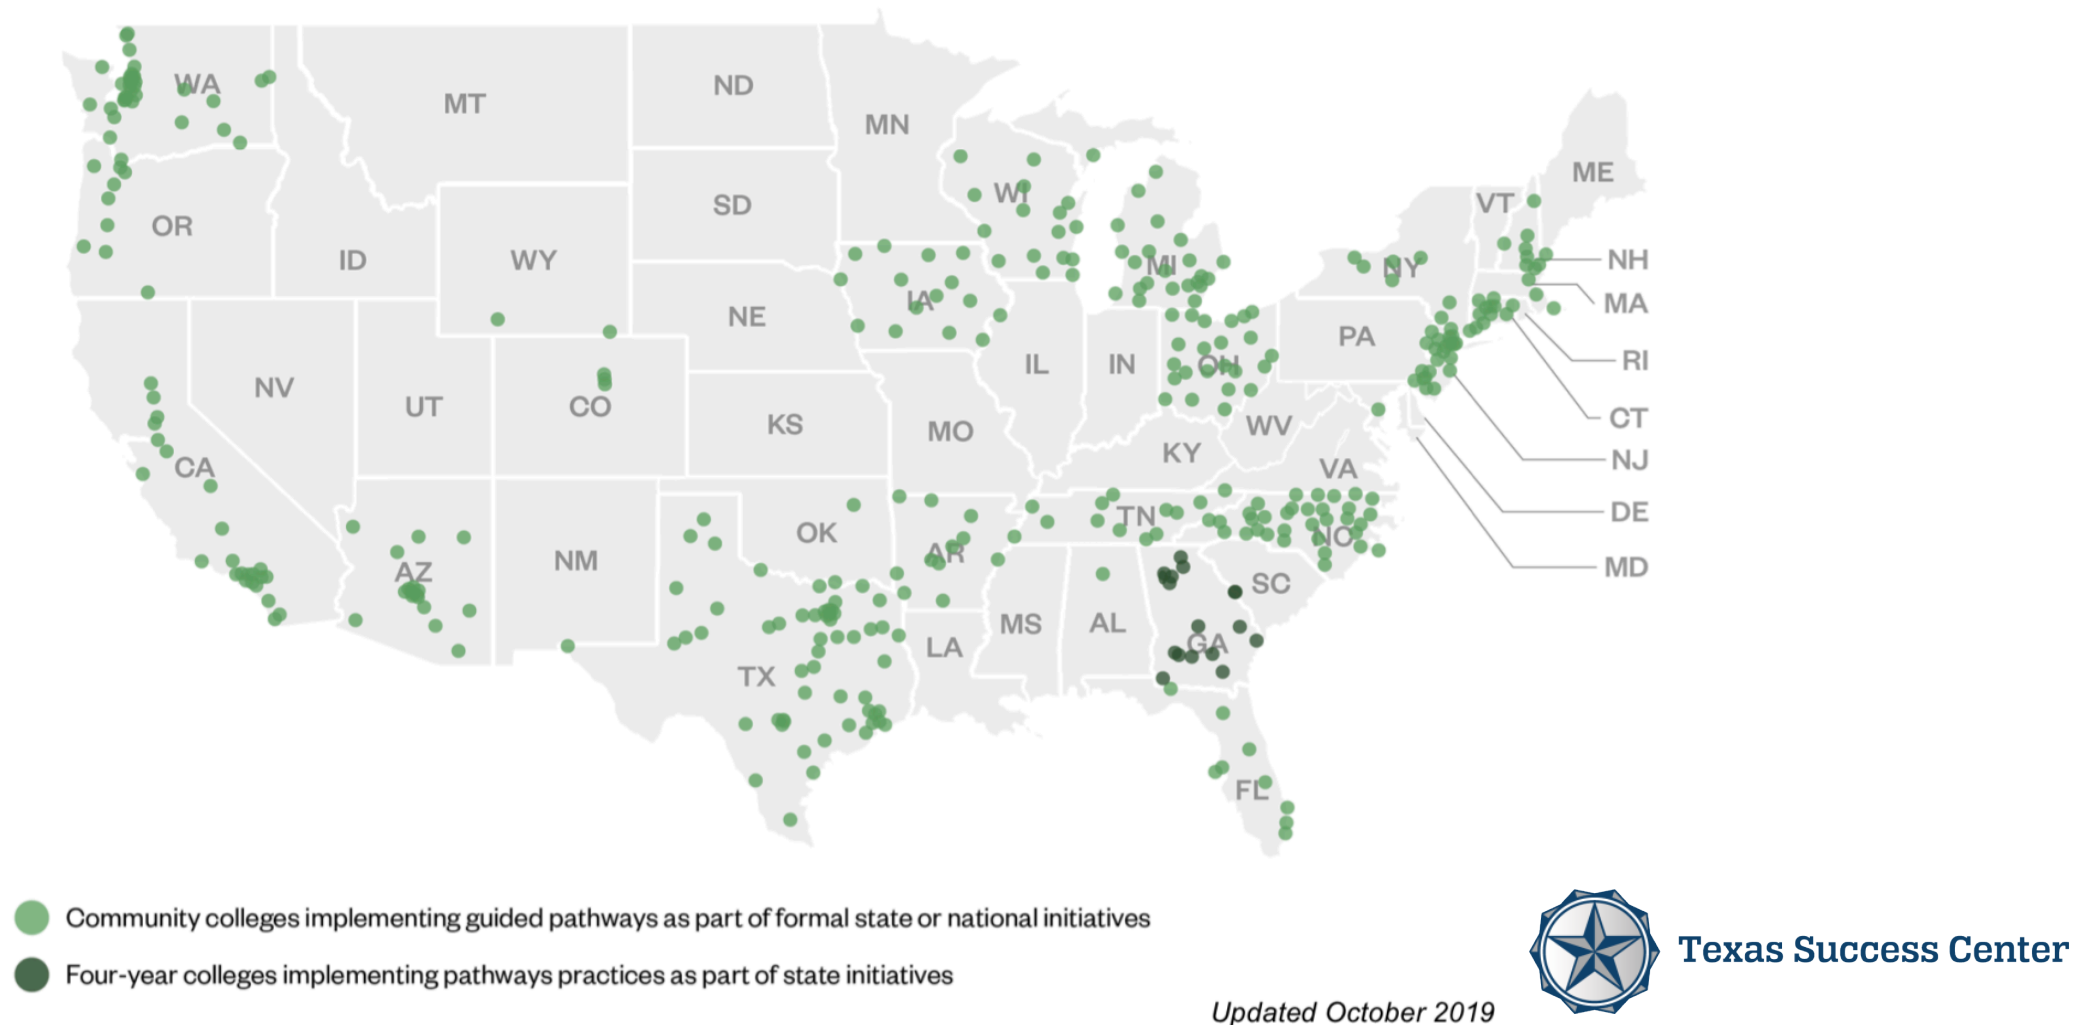 WA
MT
ND
MN
ME
VT
OR
ID
WY
SD
WI
MI
NY
NH
MA
IA
NE
PA
RI
NV
UT
CO
KS
MO
IL
IN
OH
WV
CT
CA
KY
VA
NJ
AZ
NM
OK
AR
TN
NC
DE
MD
SC
MS
AL
GA
LA
TX
FL
Community colleges implementing guided pathways as part of formal state or national initiatives
Four-year colleges implementing pathways practices as part of state initiatives
Texas Success Center
Updated October 2019